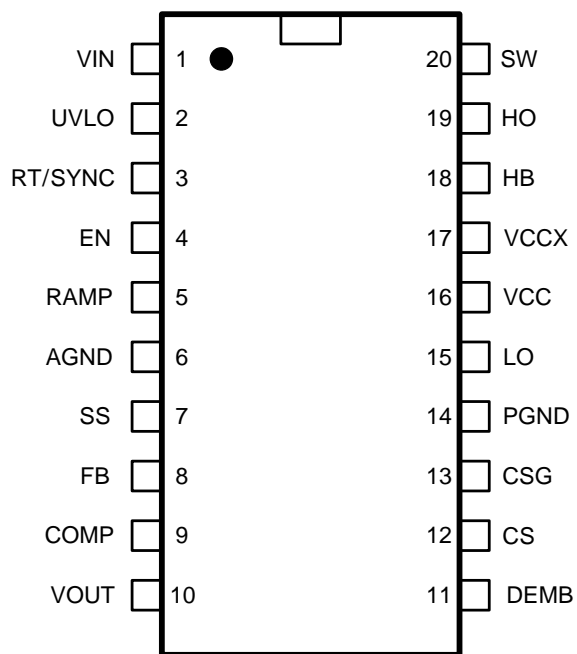 VIN 1 20 SW
UVLO 2 19 HO
RT/SYNC 3 18 HB
EN 4 17 VCCX
RAMP 5 16 VCC
AGND 6 15 LO
SS 7 14 PGND
FB 8 13 CSG
COMP 9 12 CS
VOUT 10 11 DEMB